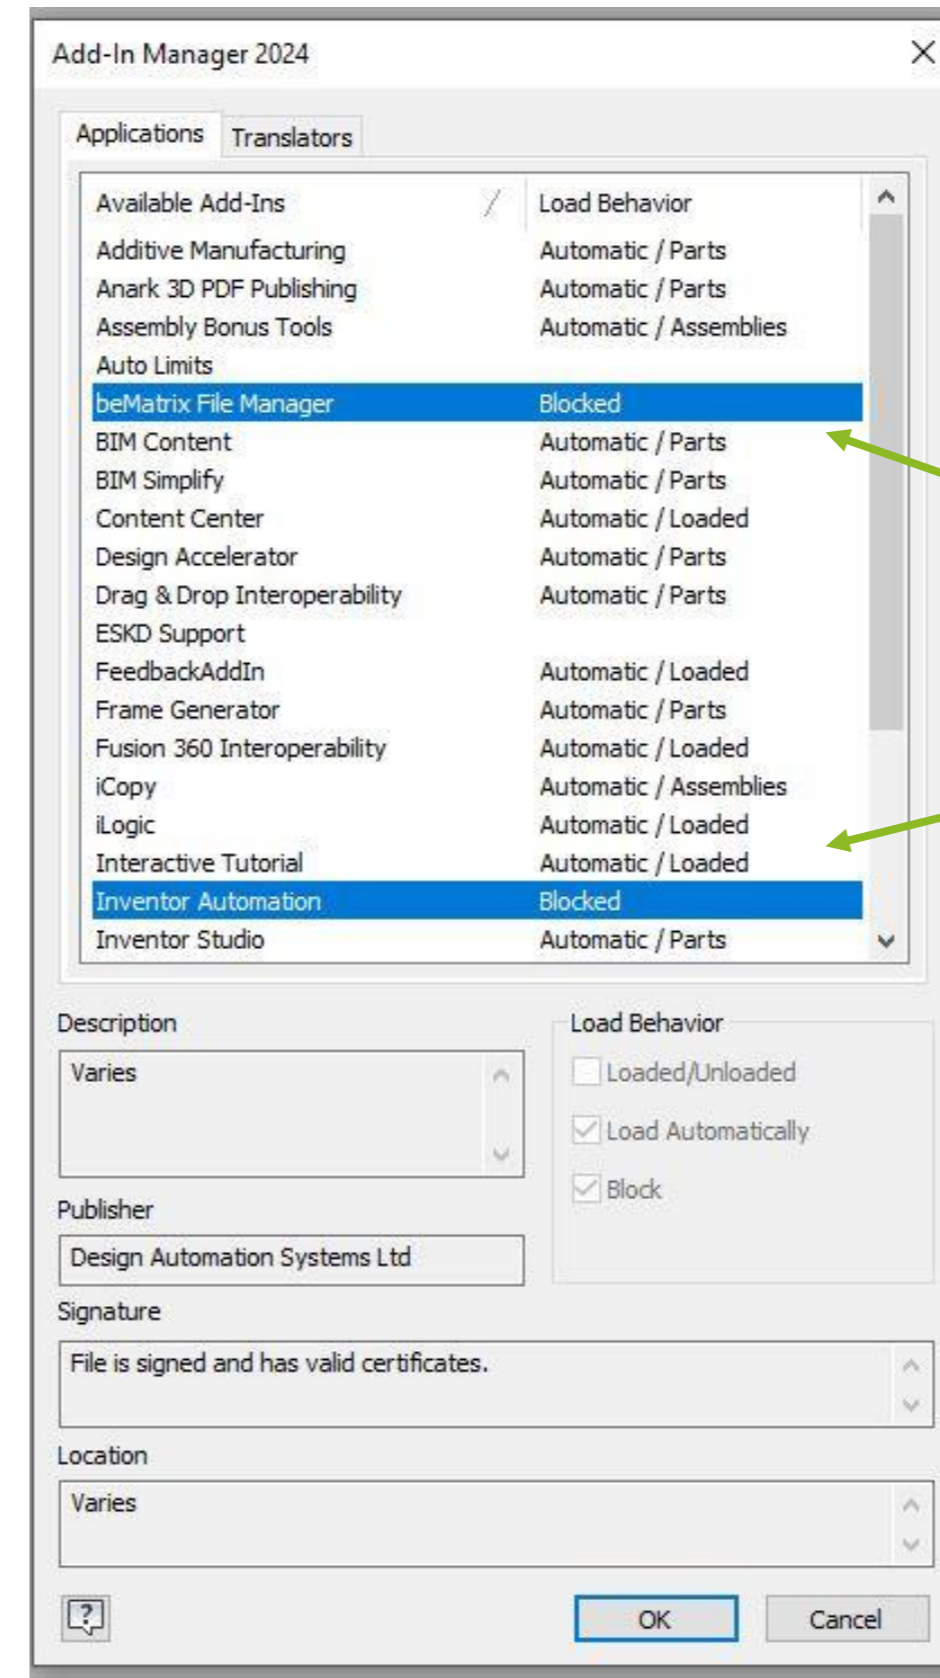 Add-In Manager 2024
Applications Translators
Available Add-Ins Load Behavior
Additive Manufacturing Automatic / Parts
Anark 3D PDF Publishing Automatic / Parts
Assembly Bonus Tools Automatic / Assemblies
Auto Limits
beMatrix File Manager Blocked
BIM Content Automatic / Parts
BIM Simplify Automatic / Parts
Content Center Automatic / Loaded
Design Accelerator Automatic / Parts
Drag & Drop Interoperability Automatic / Parts
ESKD Support
FeedbackAddIn Automatic / Loaded
Frame Generator Automatic / Parts
Fusion 360 Interoperability Automatic / Loaded
iCopy Automatic / Assemblies
iLogic Automatic / Loaded
Interactive Tutorial Automatic / Loaded
Inventor Automation Blocked
Inventor Studio Automatic / Parts
Description Load Behavior
Varies Loaded/Unloaded
Load Automatically
Block
Publisher
Design Automation Systems Ltd
Signature
File is signed and has valid certificates.
Location
Varies
OK Cancel